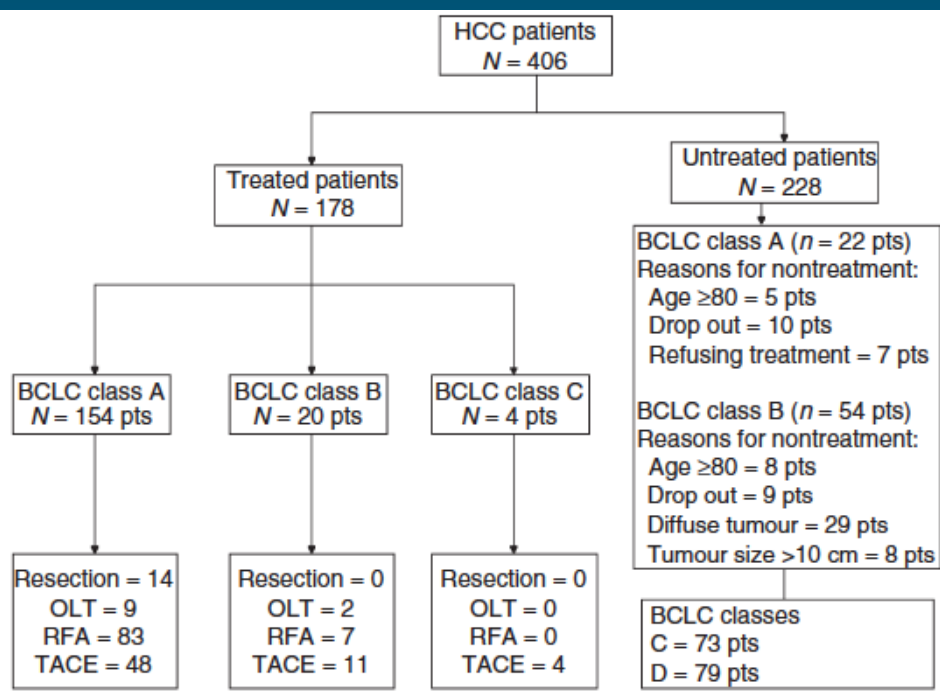 HCC patients
N = 406
Treated patients
N = 178
Untreated patients
N = 228
BCLC class A
N = 154 pts
BCLC class B
N = 20 pts
BCLC class C
N = 4 pts
Resection = 14
OLT = 9
RFA = 83
TACE = 48
Resection = 0
OLT = 2
RFA = 7
TACE = 11
Resection = 0
OLT = 0
RFA = 0
TACE = 4
BCLC class A (n = 22 pts)
Reasons for nontreatment:
Age ≥80 = 5 pts
Drop out = 10 pts
Refusing treatment = 7 pts
BCLC class B (n = 54 pts)
Reasons for nontreatment:
Age ≥80 = 8 pts
Drop out = 9 pts
Diffuse tumour = 29 pts
Tumour size >10 cm = 8 pts
BCLC classes
C = 73 pts
D = 79 pts